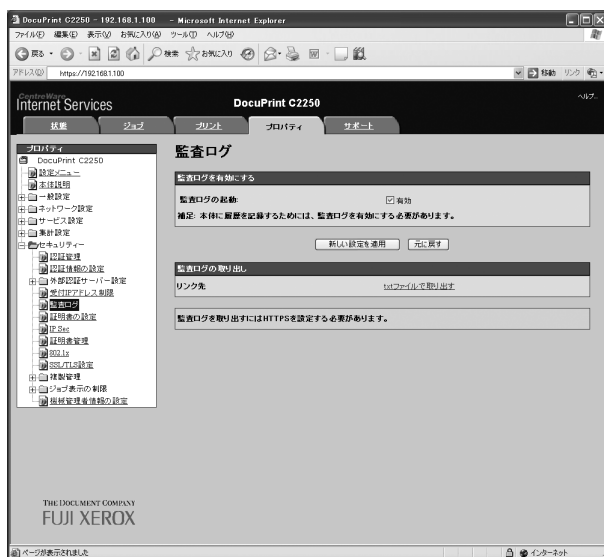 DocuPrint C2250 - 192.168.1.100 - Microsoft Internet Explorer
ファイル(F) 編集(E) 表示(V) お気に入り(A) ツール(T) ヘルプ(H)
戻る 検索 お気に入り
アドレス(D) https://192.168.1.100 移動 リンク
CentreWare
Internet Services
DocuPrint C2250
ヘルプ...
状態 ジョブ プリント プロパティ サポート
プロパティ
DocuPrint C2250
設定メニュー
本体説明
一般設定
ネットワーク設定
サービス設定
集計設定
セキュリティー
認証管理
認証情報の設定
外部認証サーバー設定
受付IPアドレス制限
監査ログ
証明書の設定
IP Sec
証明書管理
802.1x
SSL/TLS設定
複製管理
ジョブ表示の制限
機械管理者情報の設定
監査ログ
監査ログを有効にする
監査ログの起動: 有効
補足: 本体に履歴を記録するためには、監査ログを有効にする必要があります。
新しい設定を適用 元に戻す
監査ログの取り出し
リンク先 txtファイルで取り出す
監査ログを取り出すにはHTTPSを設定する必要があります。
THE DOCUMENT COMPANY
FUJI XEROX
ページが表示されました インターネット